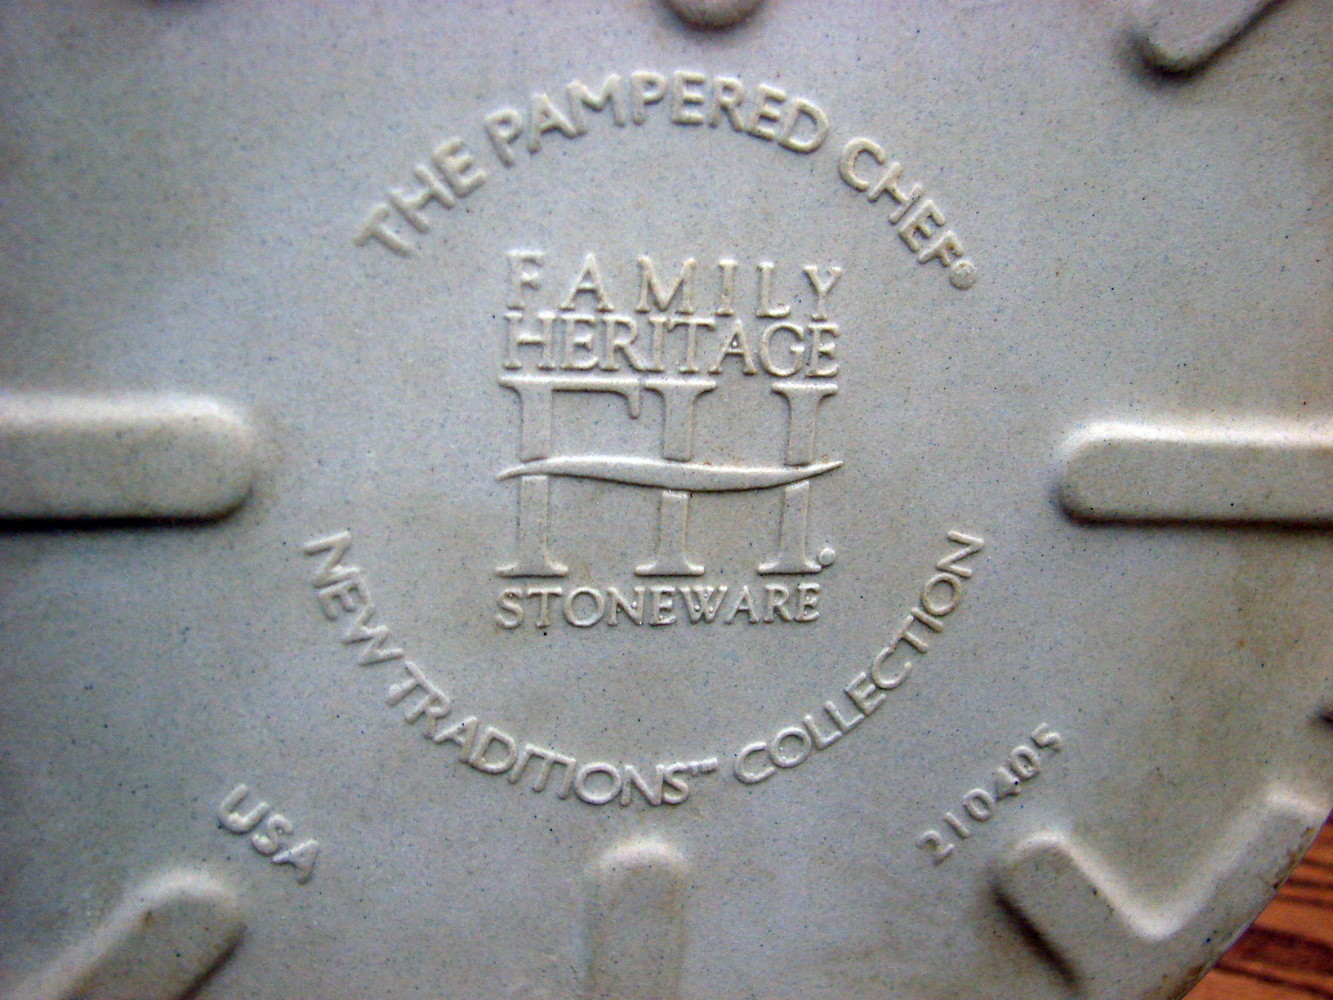 THE PAMPERED CHEF®
FAMILY
HERITAGE
FH.
STONEWARE
NEW TRADITIONS™ COLLECTION
USA
210405